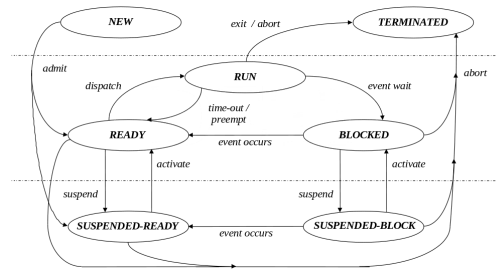 NEW
exit / abort
TERMINATED
admit
RUN
abort
dispatch
event wait
time-out /
preempt
READY
event occurs
BLOCKED
suspend
activate
suspend
activate
SUSPENDED-READY
event occurs
SUSPENDED-BLOCK